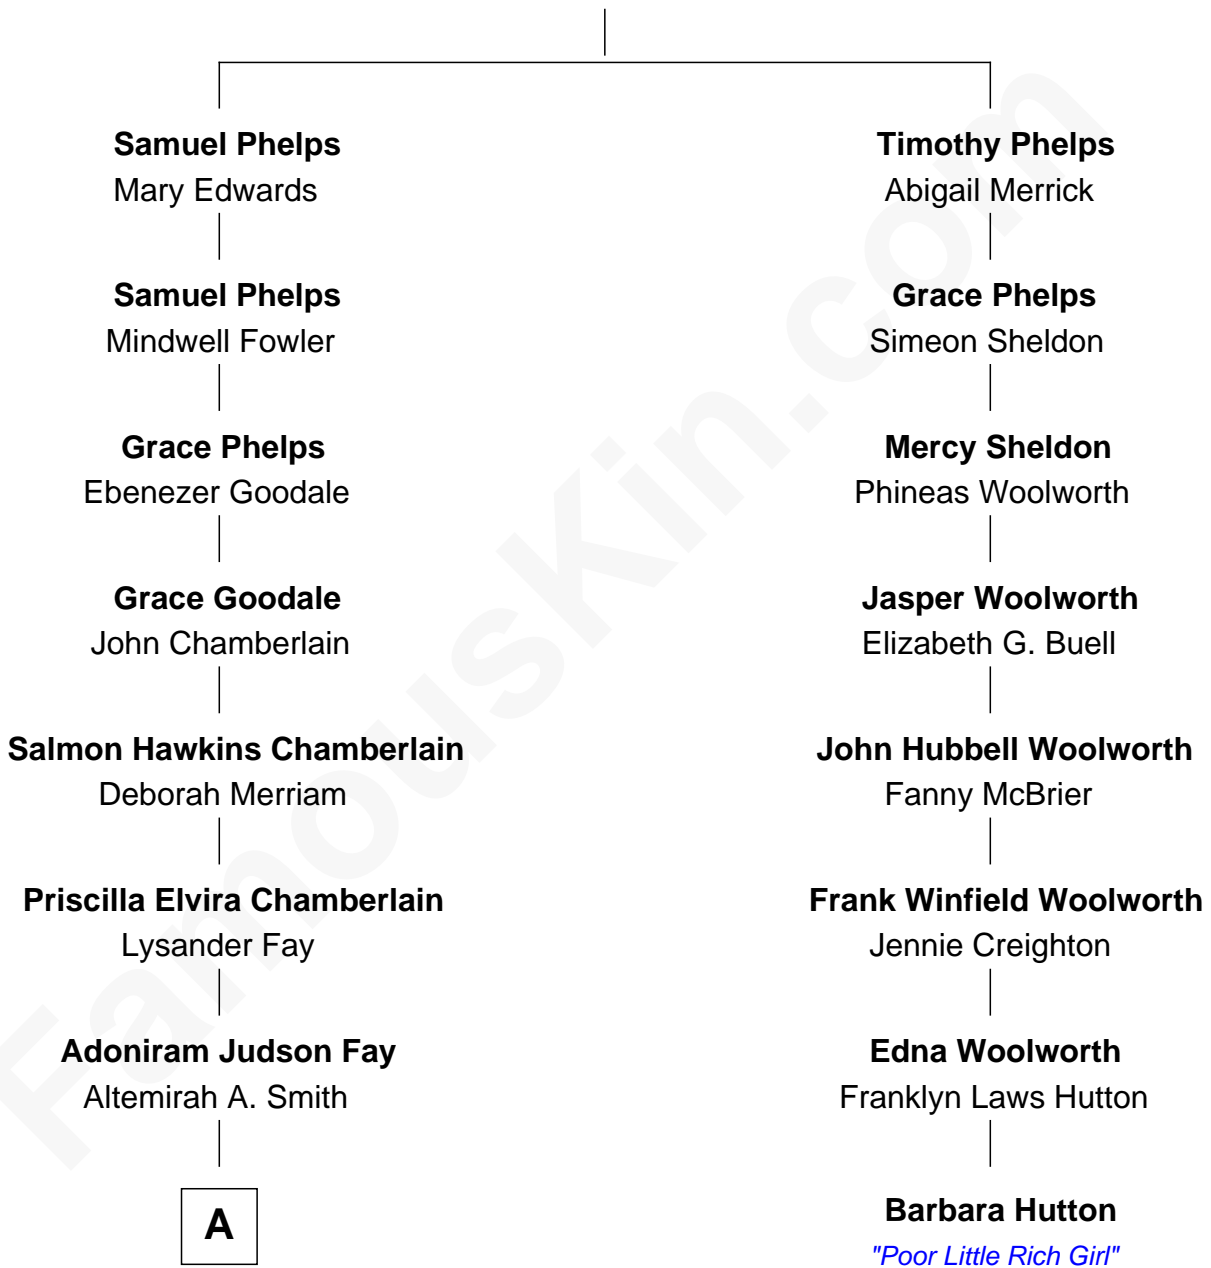 Samuel Phelps
Mary Edwards
Samuel Phelps
Mindwell Fowler
Grace Phelps
Ebenezer Goodale
Grace Goodale
John Chamberlain
Salmon Hawkins Chamberlain
Deborah Merriam
Priscilla Elvira Chamberlain
Lysander Fay
Adoniram Judson Fay
Altemirah A. Smith
A
Timothy Phelps
Abigail Merrick
Grace Phelps
Simeon Sheldon
Mercy Sheldon
Phineas Woolworth
Jasper Woolworth
Elizabeth G. Buell
John Hubbell Woolworth
Fanny McBrier
Frank Winfield Woolworth
Jennie Creighton
Edna Woolworth
Franklyn Laws Hutton
Barbara Hutton
"Poor Little Rich Girl"
FamousKin.com